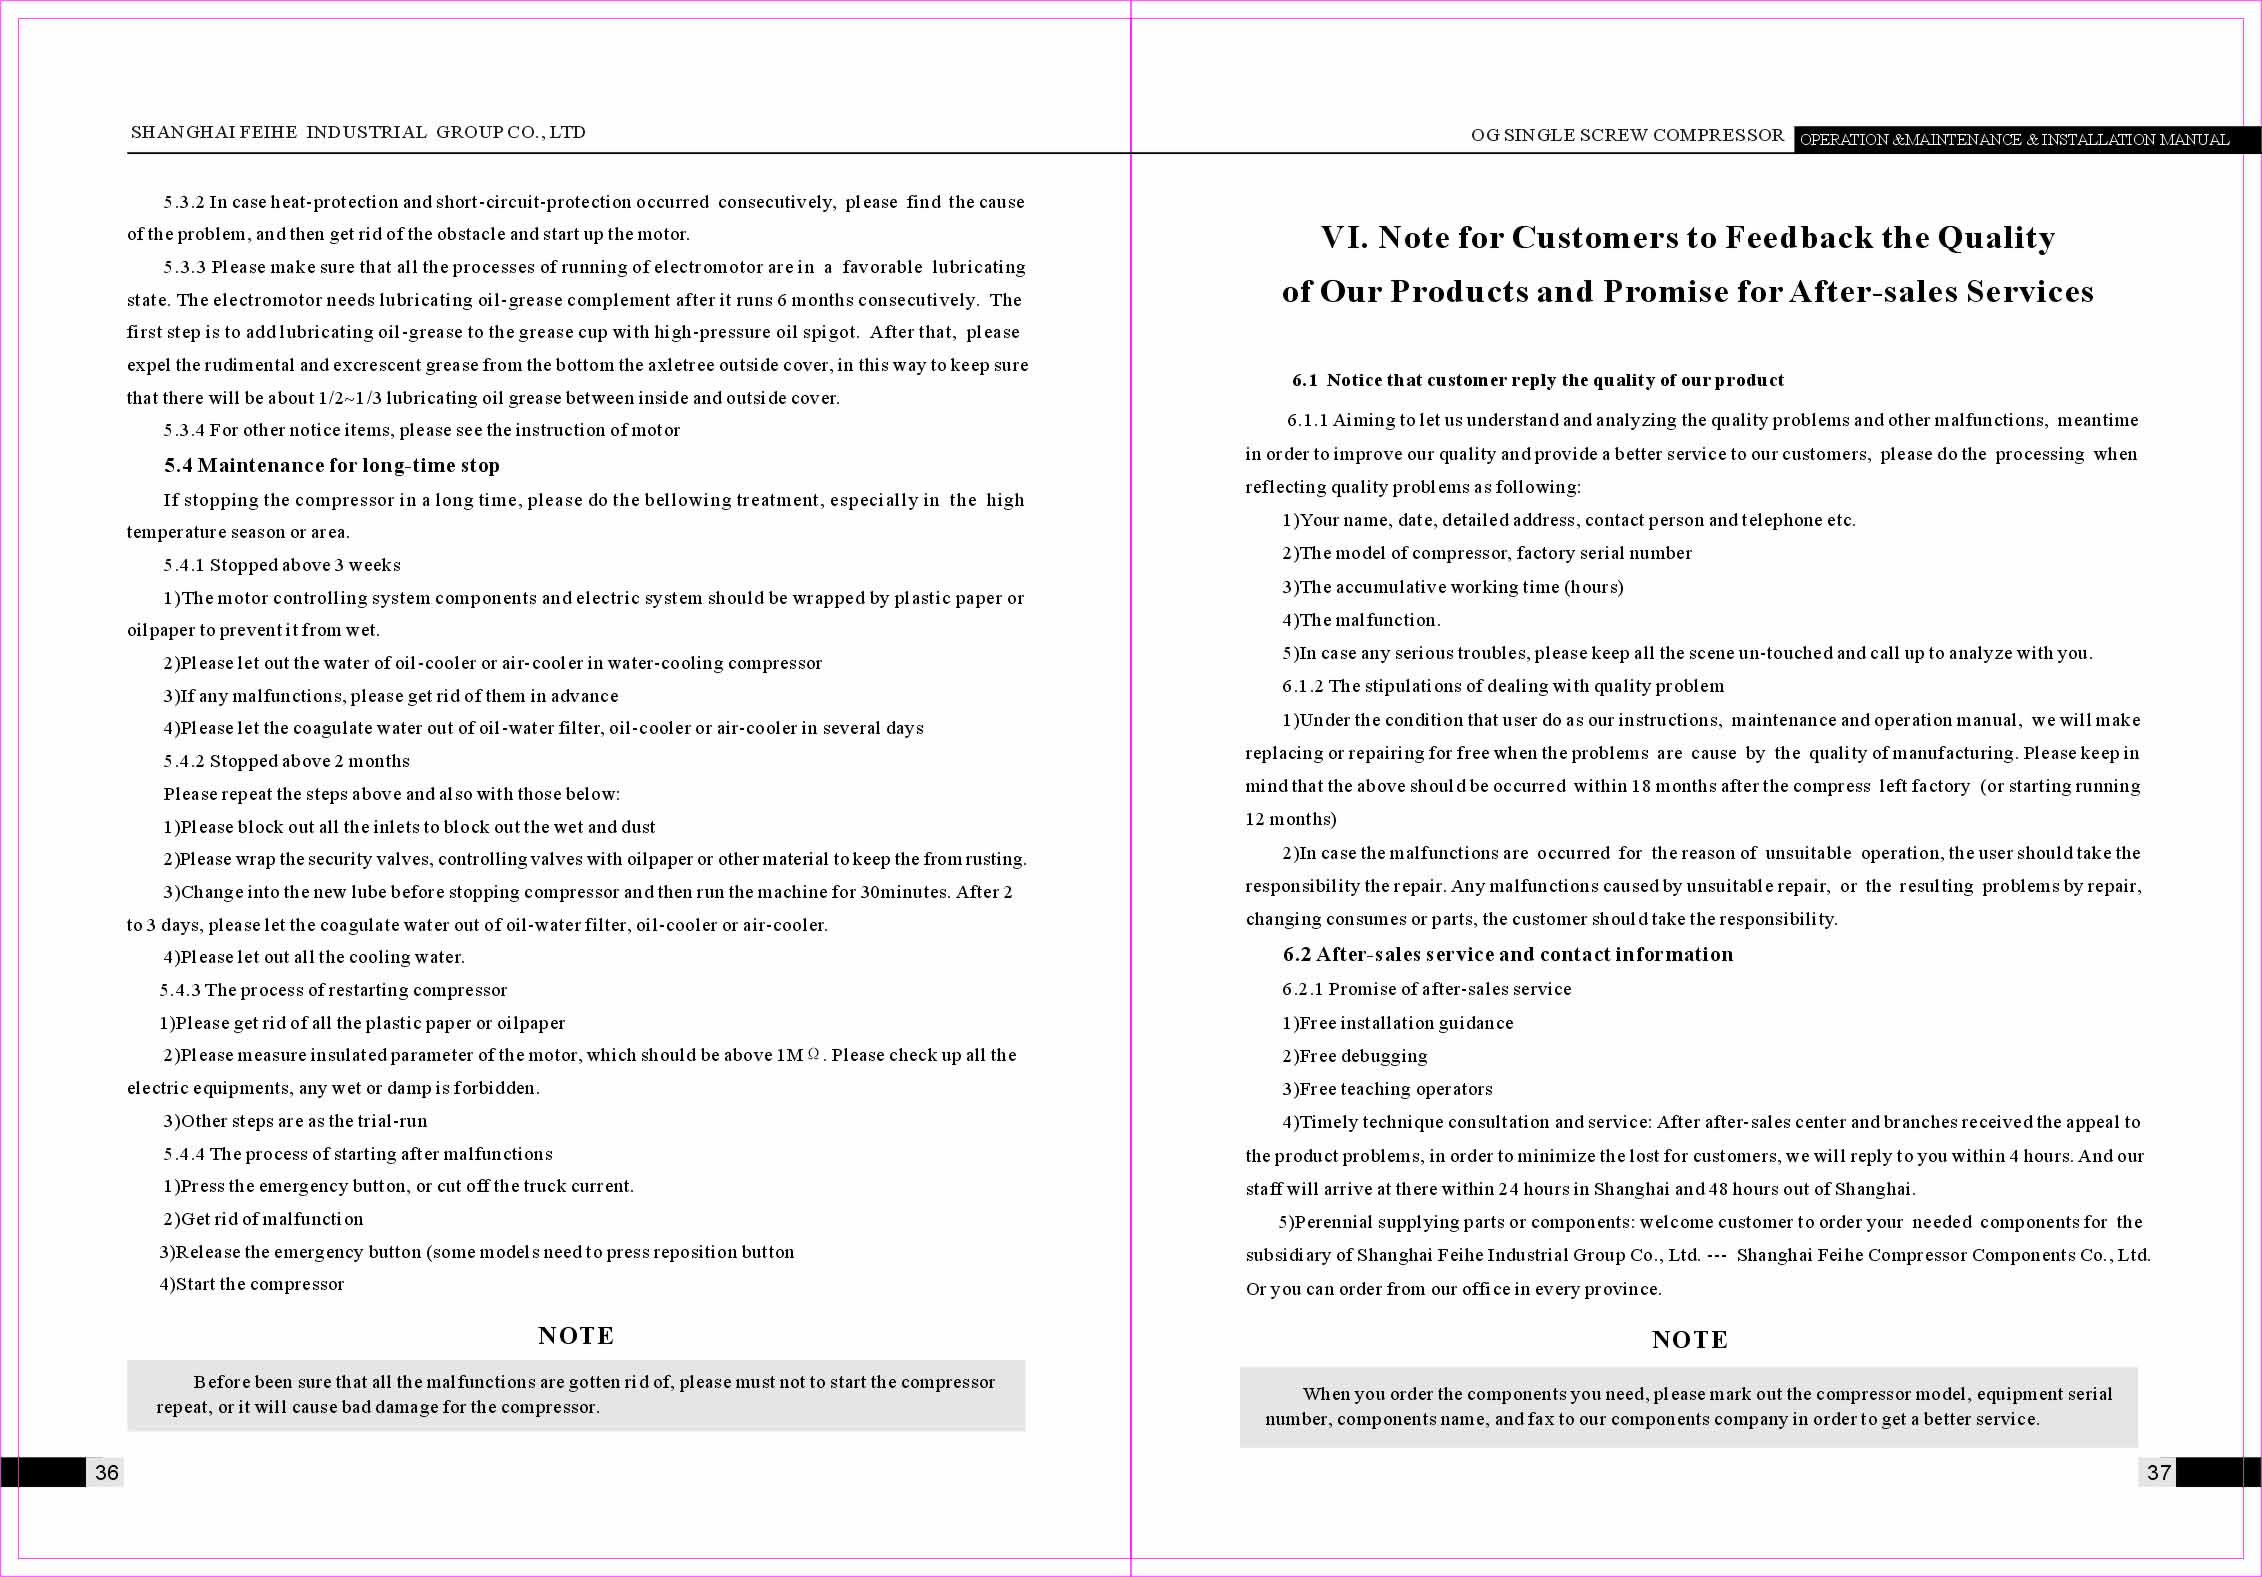 SHANGHAI FEIHE INDUSTRIAL GROUP CO., LTD
5.3.2 In case heat-protection and short-circuit-protection occurred consecutively, please find the cause
of the problem, and then get rid of the obstacle and start up the motor.
5.3.3 Please make sure that all the processes of running of electromotor are in a favorable lubricating
state. The electromotor needs lubricating oil-grease complement after it runs 6 months consecutively. The
first step is to add lubricating oil-grease to the grease cup with high-pressure oil spigot. After that, please
expel the rudimental and excrescent grease from the bottom the axletree outside cover, in this way to keep sure
that there will be about 1/2~1/3 lubricating oil grease between inside and outside cover.
5.3.4 For other notice items, please see the instruction of motor
5.4 Maintenance for long-time stop
If stopping the compressor in a long time, please do the bellowing treatment, especially in the high
temperature season or area.
5.4.1 Stopped above 3 weeks
1)The motor controlling system components and electric system should be wrapped by plastic paper or
oilpaper to prevent it from wet.
2)Please let out the water of oil-cooler or air-cooler in water-cooling compressor
3)If any malfunctions, please get rid of them in advance
4)Please let the coagulate water out of oil-water filter, oil-cooler or air-cooler in several days
5.4.2 Stopped above 2 months
Please repeat the steps above and also with those below:
1)Please block out all the inlets to block out the wet and dust
2)Please wrap the security valves, controlling valves with oilpaper or other material to keep the from rusting.
3)Change into the new lube before stopping compressor and then run the machine for 30minutes. After 2
to 3 days, please let the coagulate water out of oil-water filter, oil-cooler or air-cooler.
4)Please let out all the cooling water.
5.4.3 The process of restarting compressor
1)Please get rid of all the plastic paper or oilpaper
2)Please measure insulated parameter of the motor, which should be above 1MΩ. Please check up all the
electric equipments, any wet or damp is forbidden.
3)Other steps are as the trial-run
5.4.4 The process of starting after malfunctions
1)Press the emergency button, or cut off the truck current.
2)Get rid of malfunction
3)Release the emergency button (some models need to press reposition button
4)Start the compressor
NOTE
Before been sure that all the malfunctions are gotten rid of, please must not to start the compressor
repeat, or it will cause bad damage for the compressor.
36
OG SINGLE SCREW COMPRESSOR OPERATION &MAINTENANCE & INSTALLATION MANUAL
VI. Note for Customers to Feedback the Quality
of Our Products and Promise for After-sales Services
6.1 Notice that customer reply the quality of our product
6.1.1 Aiming to let us understand and analyzing the quality problems and other malfunctions, meantime
in order to improve our quality and provide a better service to our customers, please do the processing when
reflecting quality problems as following:
1)Your name, date, detailed address, contact person and telephone etc.
2)The model of compressor, factory serial number
3)The accumulative working time (hours)
4)The malfunction.
5)In case any serious troubles, please keep all the scene un-touched and call up to analyze with you.
6.1.2 The stipulations of dealing with quality problem
1)Under the condition that user do as our instructions, maintenance and operation manual, we will make
replacing or repairing for free when the problems are cause by the quality of manufacturing. Please keep in
mind that the above should be occurred within 18 months after the compress left factory (or starting running
12 months)
2)In case the malfunctions are occurred for the reason of unsuitable operation, the user should take the
responsibility the repair. Any malfunctions caused by unsuitable repair, or the resulting problems by repair,
changing consumes or parts, the customer should take the responsibility.
6.2 After-sales service and contact information
6.2.1 Promise of after-sales service
1)Free installation guidance
2)Free debugging
3)Free teaching operators
4)Timely technique consultation and service: After after-sales center and branches received the appeal to
the product problems, in order to minimize the lost for customers, we will reply to you within 4 hours. And our
staff will arrive at there within 24 hours in Shanghai and 48 hours out of Shanghai.
5)Perennial supplying parts or components: welcome customer to order your needed components for the
subsidiary of Shanghai Feihe Industrial Group Co., Ltd. --- Shanghai Feihe Compressor Components Co., Ltd.
Or you can order from our office in every province.
NOTE
When you order the components you need, please mark out the compressor model, equipment serial
number, components name, and fax to our components company in order to get a better service.
37